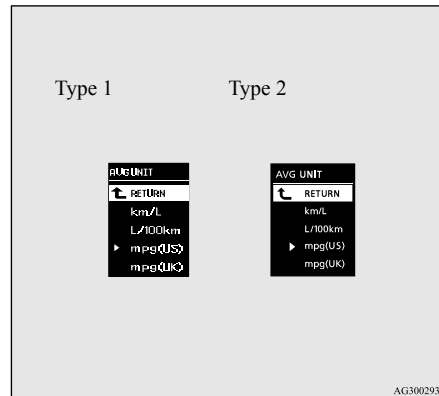 Type 1
Type 2
AVG UNIT
RETURN
km/L
L/100km
mpg(US)
mpg(UK)
AVG UNIT
RETURN
km/L
L/100km
mpg(US)
mpg(UK)
AG300293